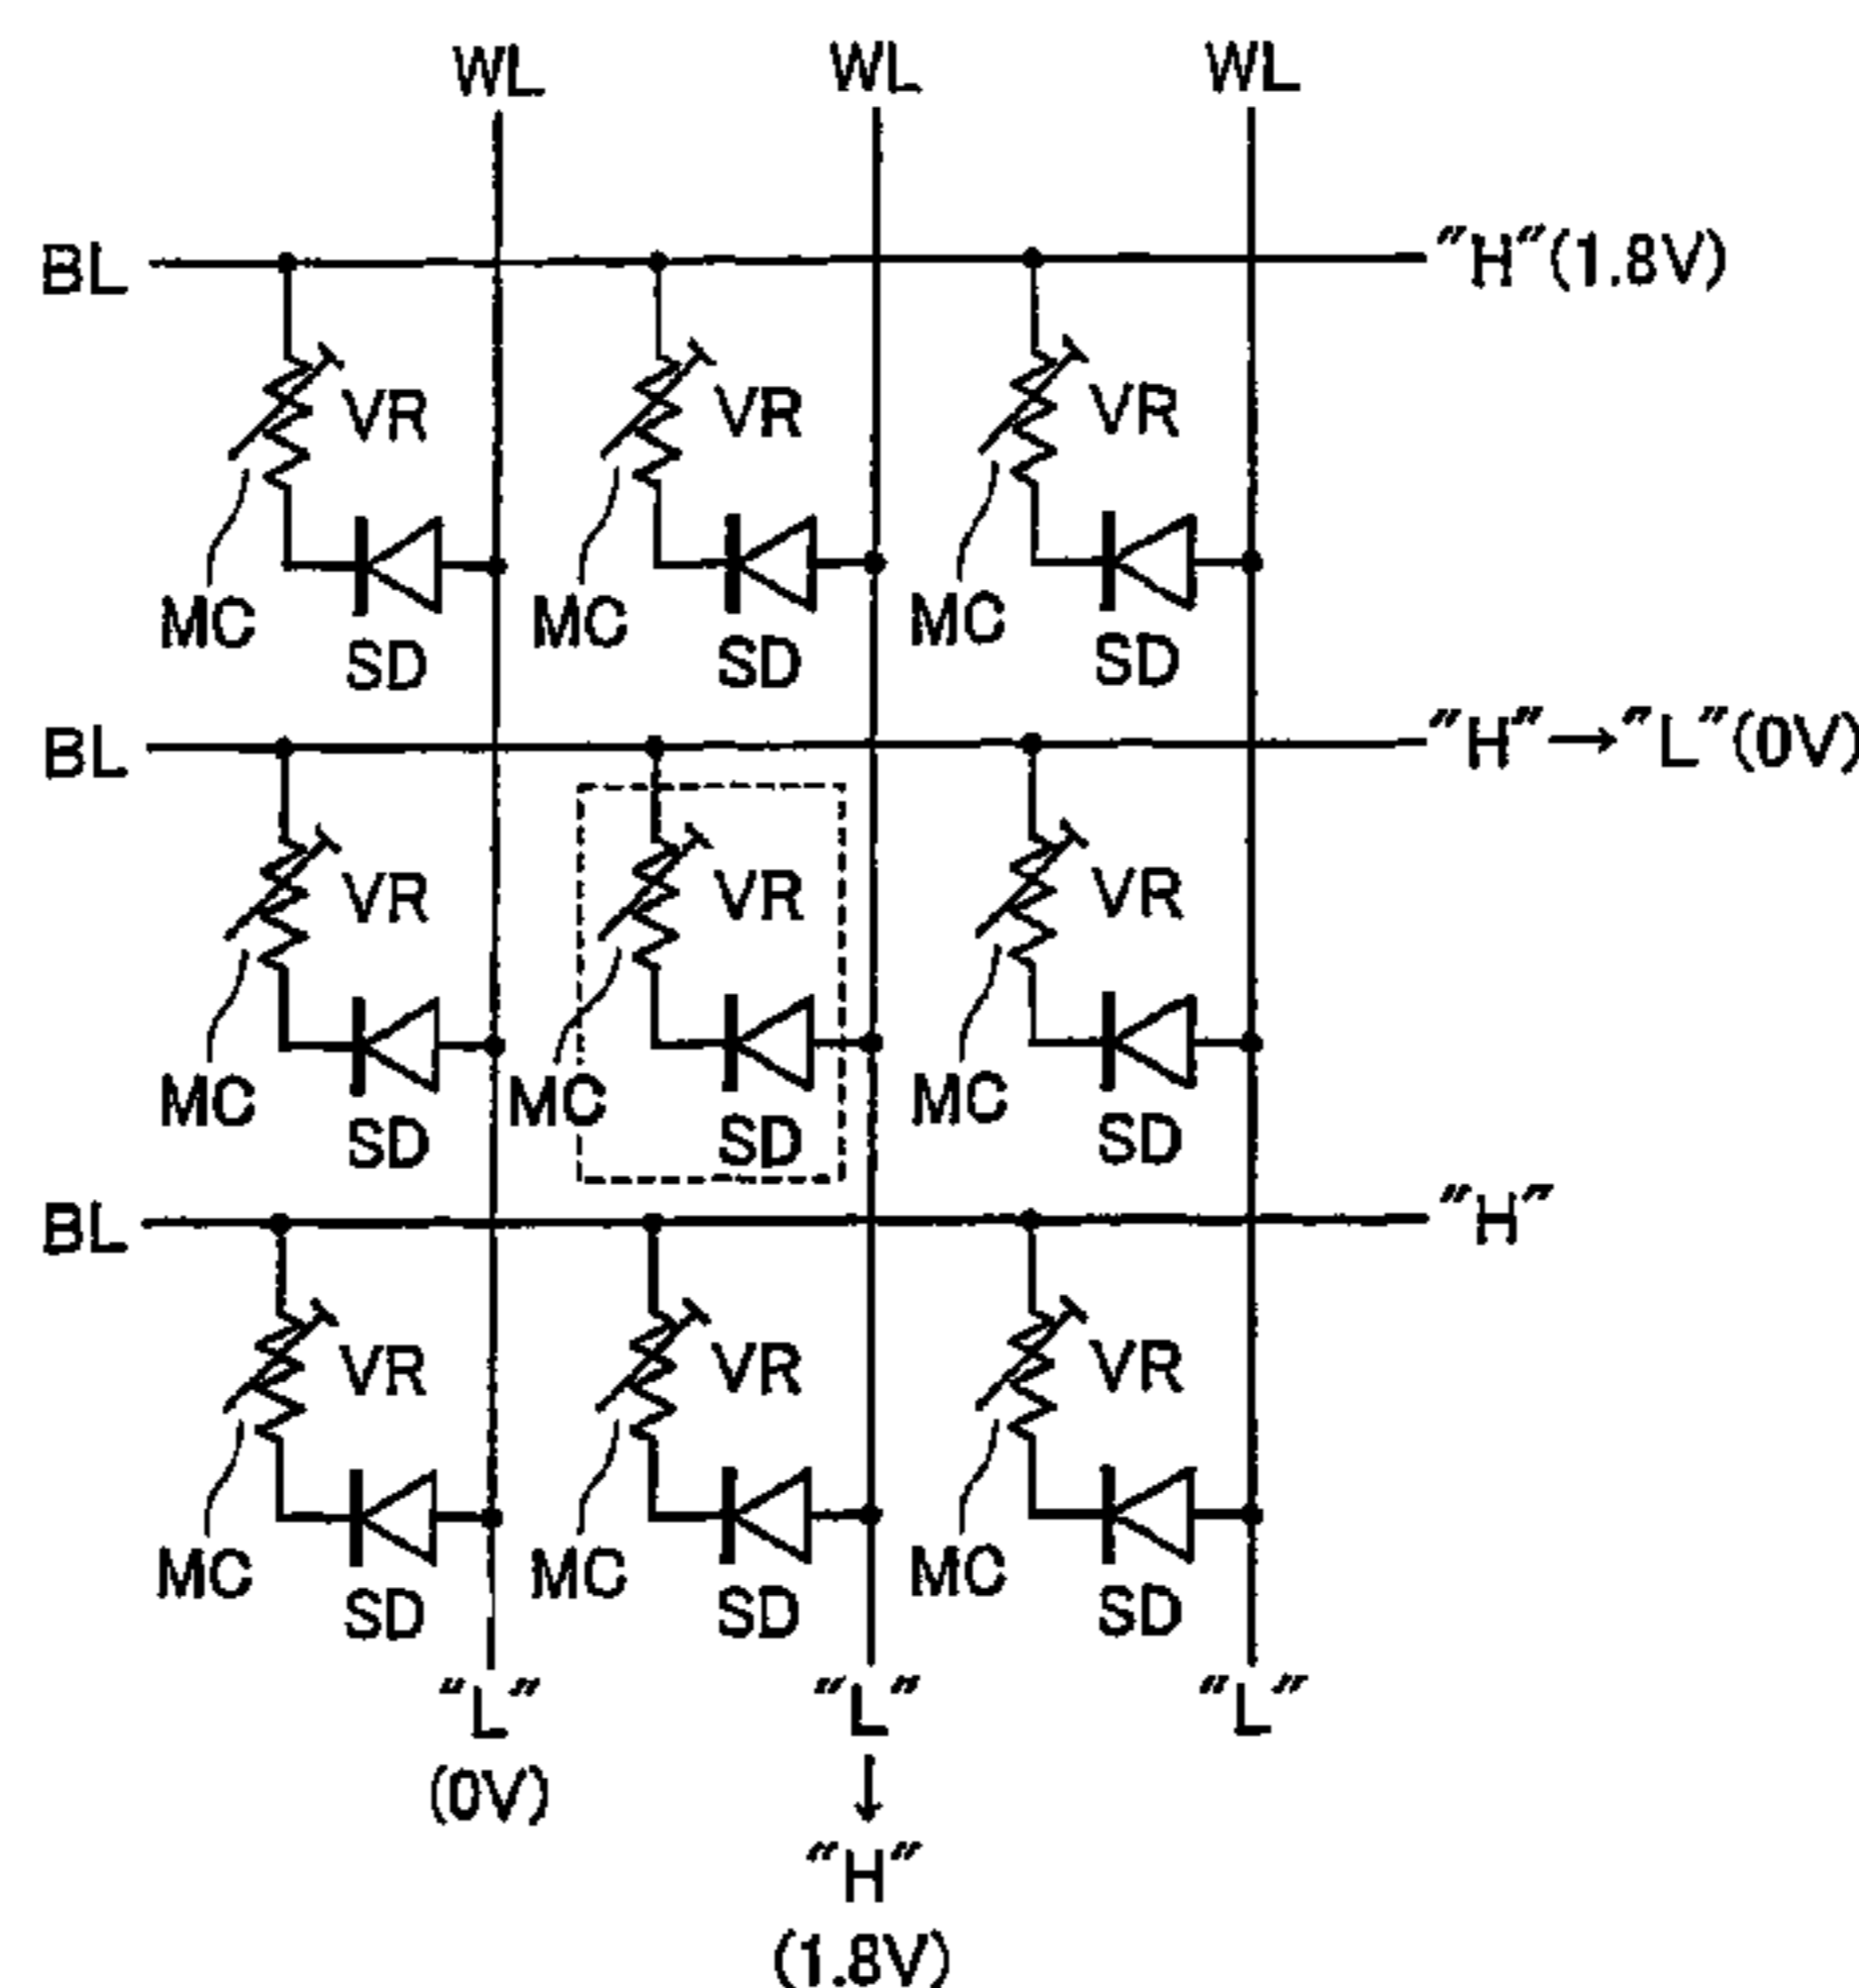 WL WL WL
BL "H"(1.8V)
VR VR VR
MC SD MC SD MC SD
BL "H"→"L"(0V)
VR VR VR
MC SD MC SD MC SD
BL "H"
VR VR VR
MC SD MC SD MC SD
"L" "L" "L"
(0V) ↓
"H"
(1.8V)